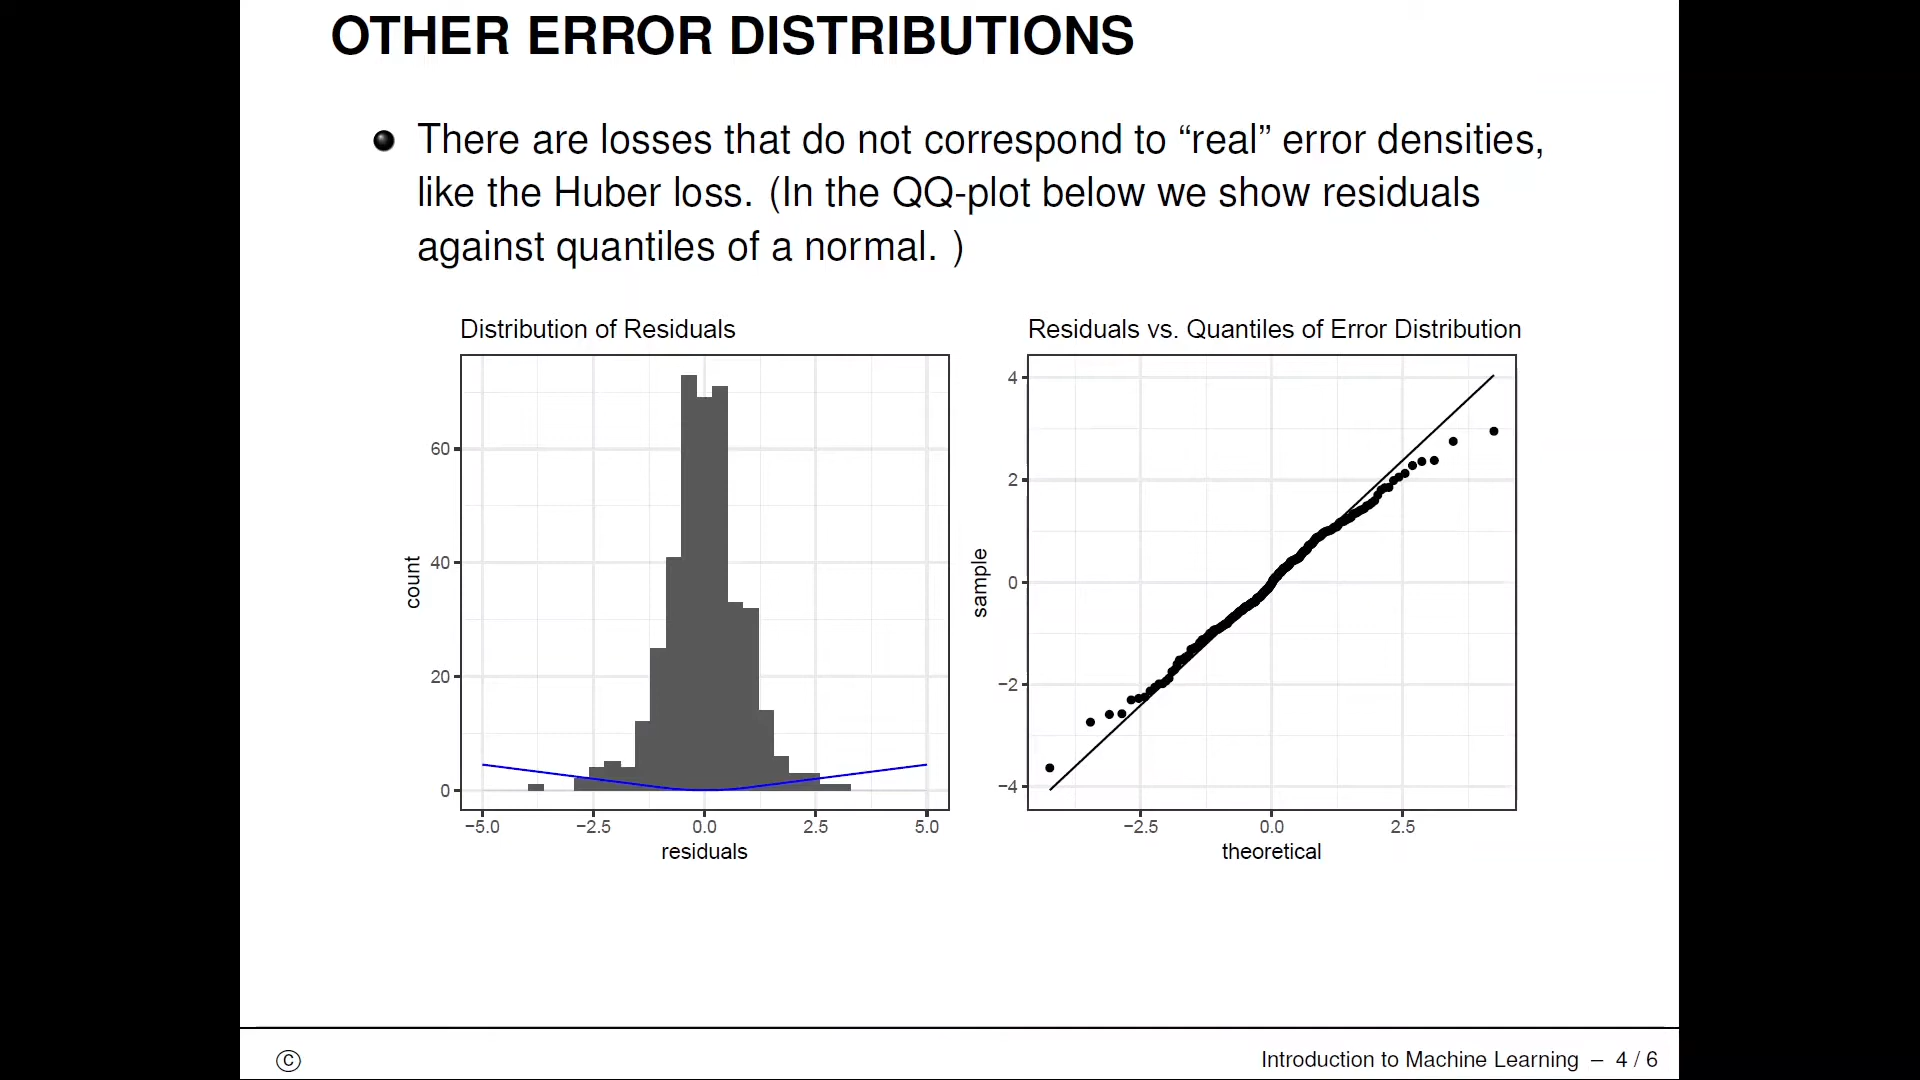 OTHER ERROR DISTRIBUTIONS
There are losses that do not correspond to “real” error densities,
like the Huber loss. (In the QQ-plot below we show residuals
against quantiles of a normal. )
Distribution of Residuals
60
40
20
0
count
−5.0 −2.5 0.0 2.5 5.0
residuals
Residuals vs. Quantiles of Error Distribution
4
2
0
−2
−4
sample
−2.5 0.0 2.5
theoretical
© Introduction to Machine Learning – 4 / 6